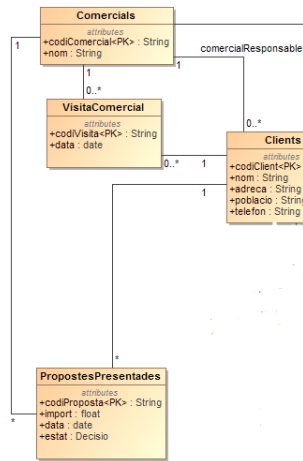 Comercials
attributes
+codiComercial<PK> : String
+nom : String
1
1
1
comercialResponsable
0..*
VisitaComercial
attributes
+codiVisita<PK> : String
+data : date
0..*
0..*
1
1
Clients
attributes
+codiClient<PK> :
+nom : String
+adreca : String
+poblacio : String
+telefon : String
*
PropostesPresentades
attributes
+codiProposta<PK> : String
+import : float
+data : date
+estat : Decisio
*